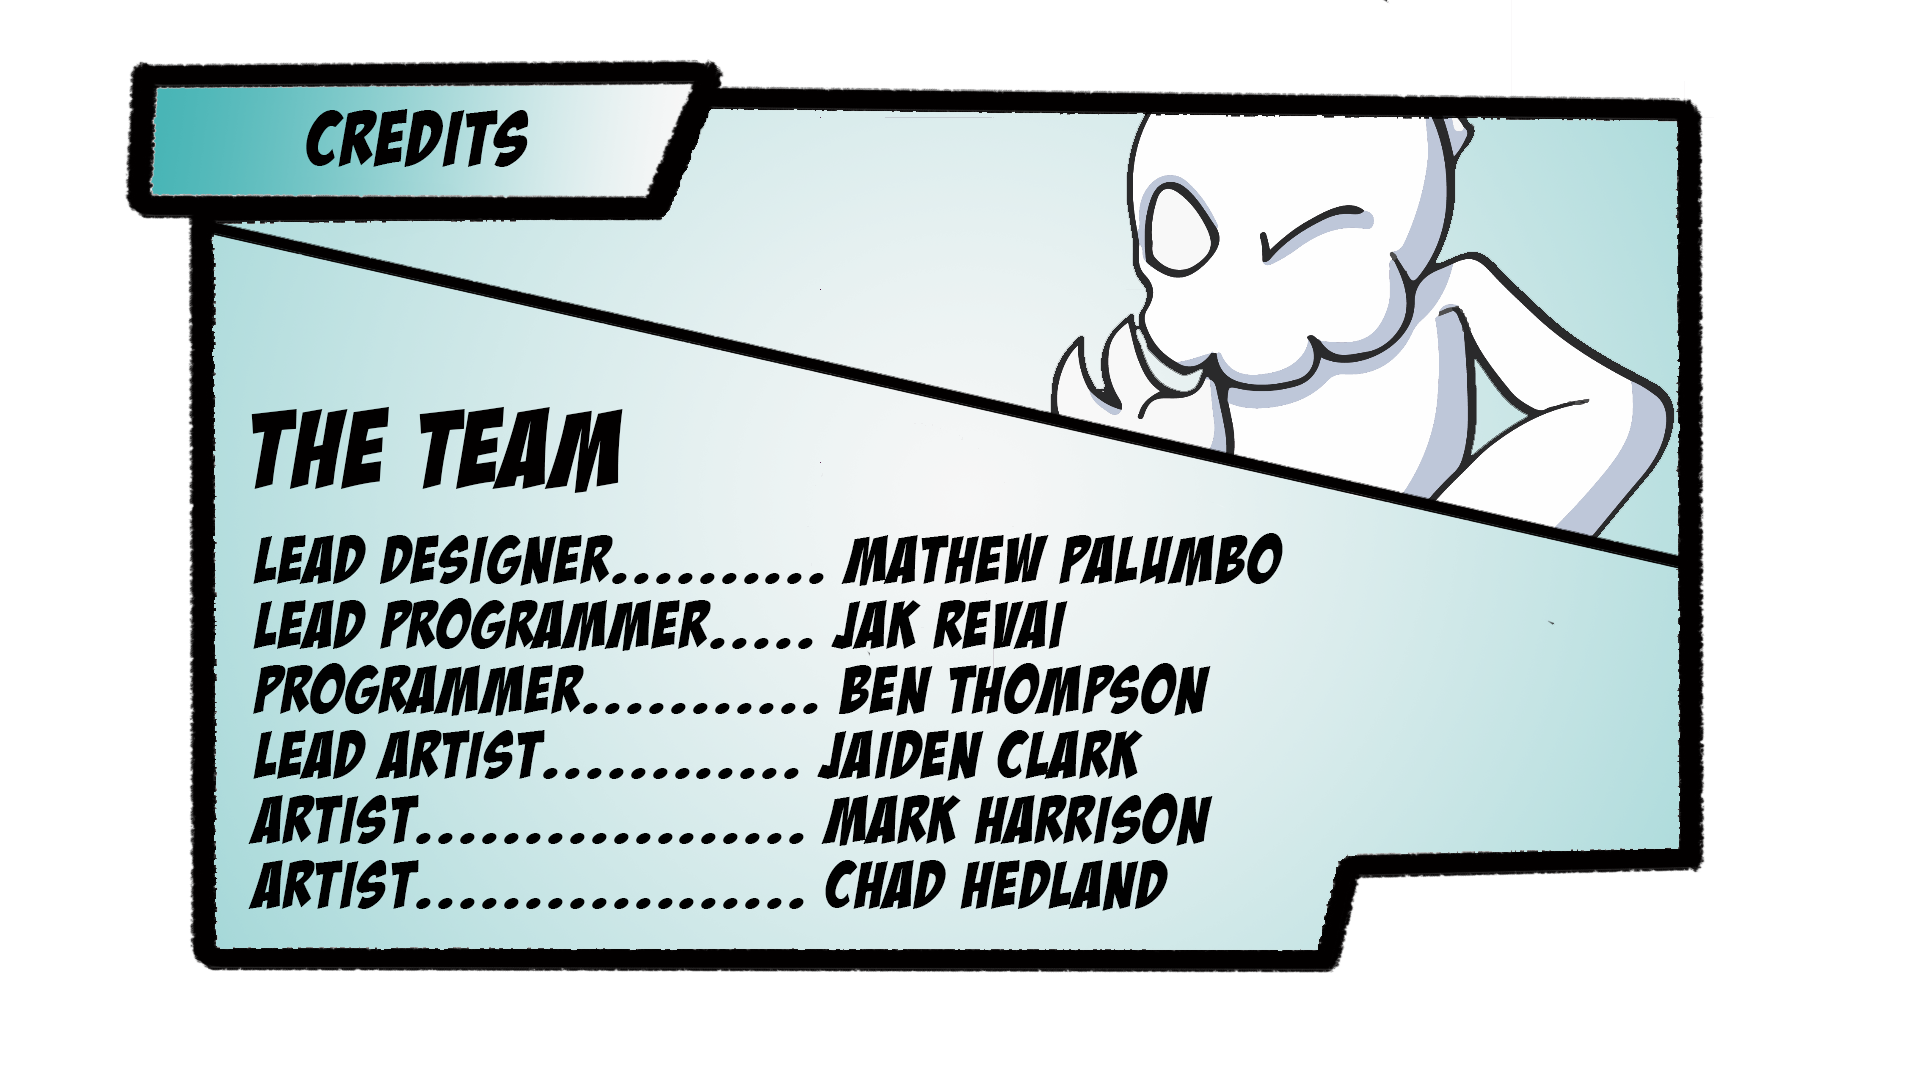 CREDITS
THE TEAM
LEAD DESIGNER.......... MATHEW PALUMBO
LEAD PROGRAMMER..... JAK REVAI
PROGRAMMER........... BEN THOMPSON
LEAD ARTIST............ JAIDEN CLARK
ARTIST.................. MARK HARRISON
ARTIST.................. CHAD HEDLAND